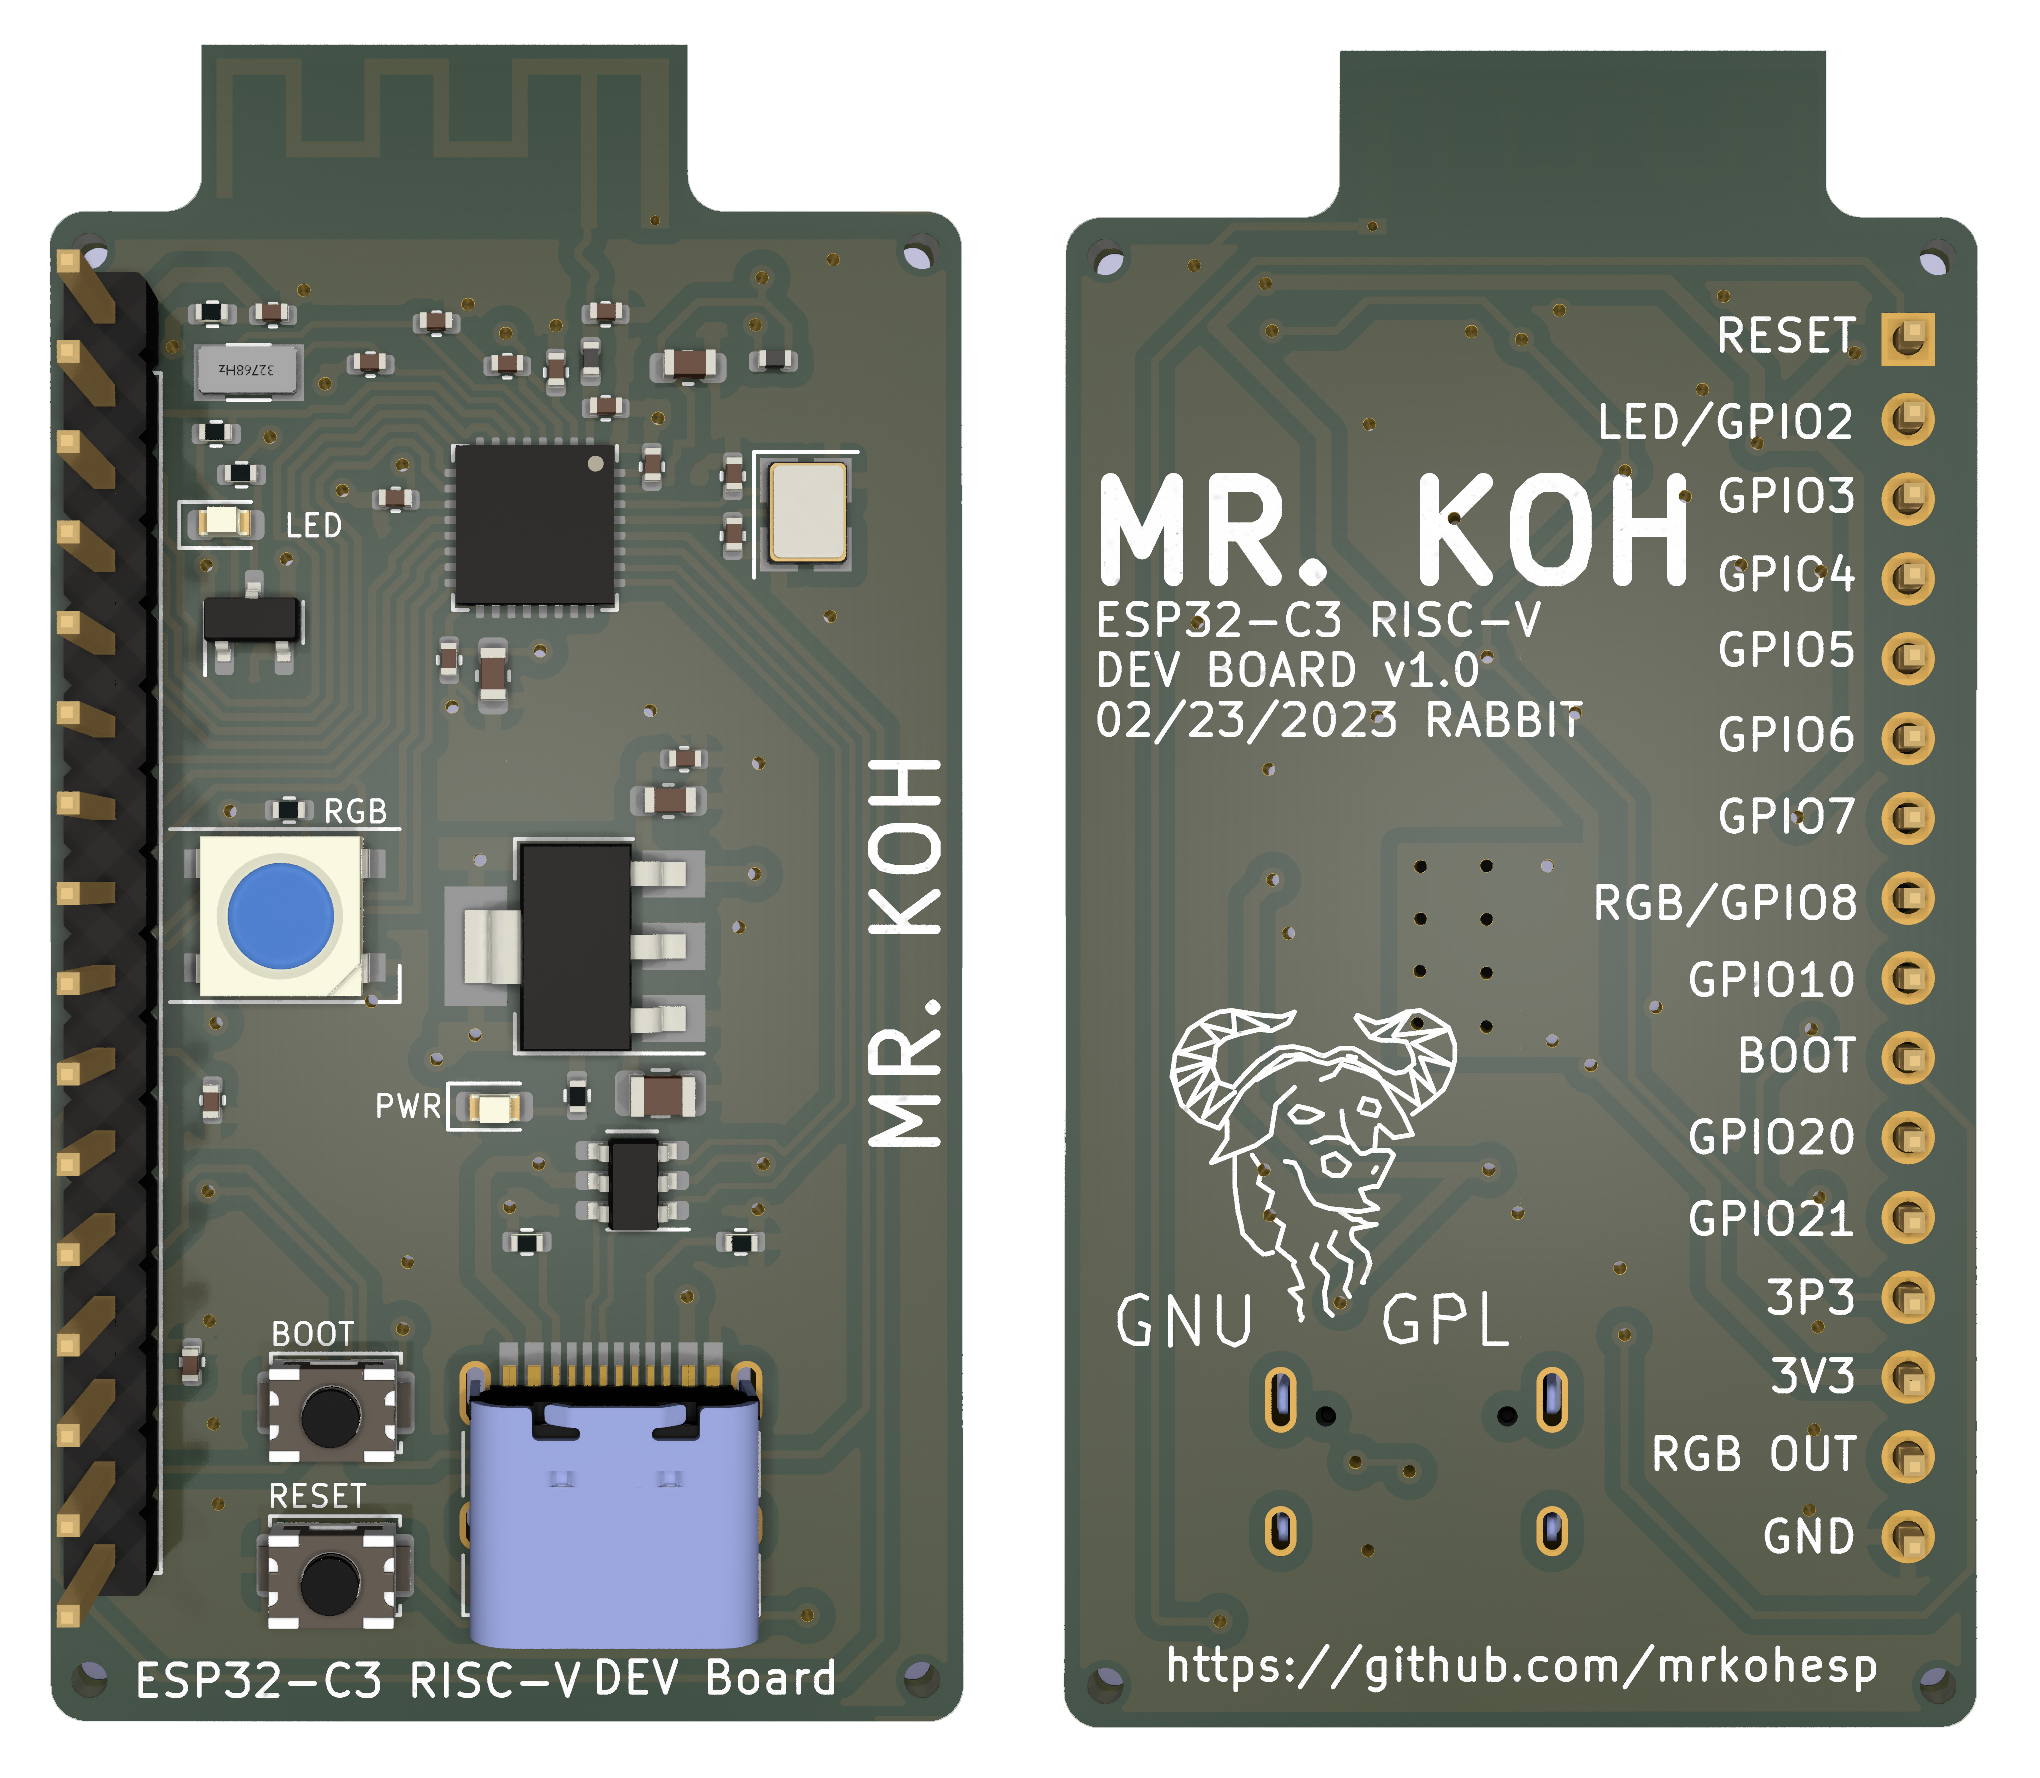 32768Hz
LED
RGB
MR. KOH
PWR
BOOT
RESET
ESP32-C3 RISC-V DEV Board
RESET
LED/GPIO2
GPIO3
GPIO4
GPIO5
GPIO6
GPIO7
RGB/GPIO8
GPIO10
BOOT
GPIO20
GPIO21
3P3
3V3
RGB OUT
GND
MR. KOH
ESP32-C3 RISC-V
DEV BOARD v1.0
02/23/2023 RABBIT
GNU GPL
https://github.com/mrkohesp